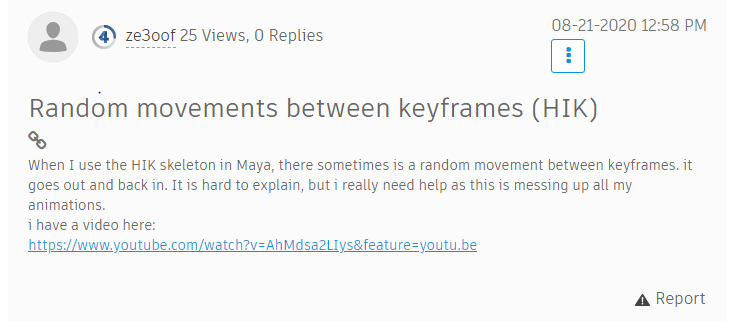 4 ze3oof 25 Views, 0 Replies
08-21-2020 12:58 PM
Random movements between keyframes (HIK)
When I use the HIK skeleton in Maya, there sometimes is a random movement between keyframes. it
goes out and back in. It is hard to explain, but i really need help as this is messing up all my
animations.
i have a video here:
https://www.youtube.com/watch?v=AhMdsa2LIys&feature=youtu.be
Report